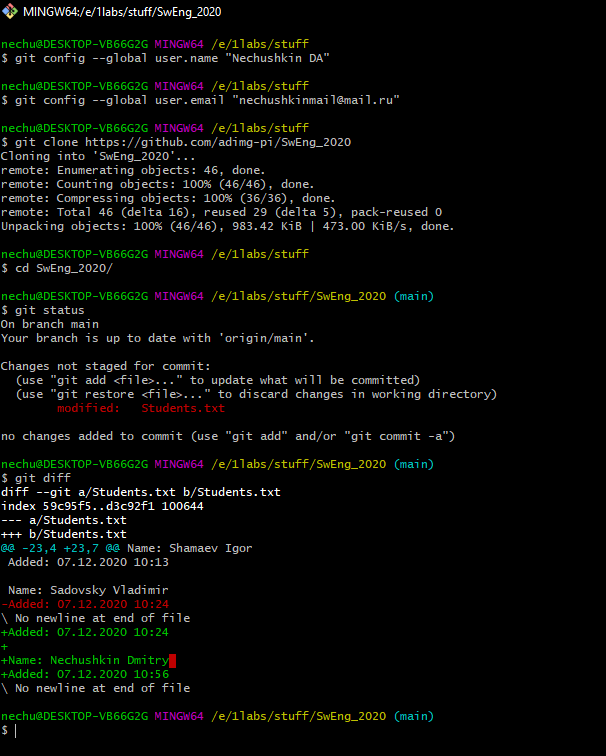 MINGW64:/e/1labs/stuff/SwEng_2020
nechu@DESKTOP-VB66G2G MINGW64 /e/1labs/stuff
$ git config --global user.name "Nechushkin DA"
nechu@DESKTOP-VB66G2G MINGW64 /e/1labs/stuff
$ git config --global user.email "nechushkinmail@mail.ru"
nechu@DESKTOP-VB66G2G MINGW64 /e/1labs/stuff
$ git clone https://github.com/adimg-pi/SwEng_2020
Cloning into 'SwEng_2020'...
remote: Enumerating objects: 46, done.
remote: Counting objects: 100% (46/46), done.
remote: Compressing objects: 100% (36/36), done.
remote: Total 46 (delta 16), reused 29 (delta 5), pack-reused 0
Unpacking objects: 100% (46/46), 983.42 KiB | 473.00 KiB/s, done.
nechu@DESKTOP-VB66G2G MINGW64 /e/1labs/stuff
$ cd SwEng_2020/
nechu@DESKTOP-VB66G2G MINGW64 /e/1labs/stuff/SwEng_2020 (main)
$ git status
On branch main
Your branch is up to date with 'origin/main'.
Changes not staged for commit:
  (use "git add <file>..." to update what will be committed)
  (use "git restore <file>..." to discard changes in working directory)
        modified:   Students.txt
no changes added to commit (use "git add" and/or "git commit -a")
nechu@DESKTOP-VB66G2G MINGW64 /e/1labs/stuff/SwEng_2020 (main)
$ git diff
diff --git a/Students.txt b/Students.txt
index 59c95f5..d3c92f1 100644
--- a/Students.txt
+++ b/Students.txt
@@ -23,4 +23,7 @@ Name: Shamaev Igor
 Added: 07.12.2020 10:13
 Name: Sadovsky Vladimir
-Added: 07.12.2020 10:24
\ No newline at end of file
+Added: 07.12.2020 10:24
+
+Name: Nechushkin Dmitry
+Added: 07.12.2020 10:56
\ No newline at end of file
nechu@DESKTOP-VB66G2G MINGW64 /e/1labs/stuff/SwEng_2020 (main)
$